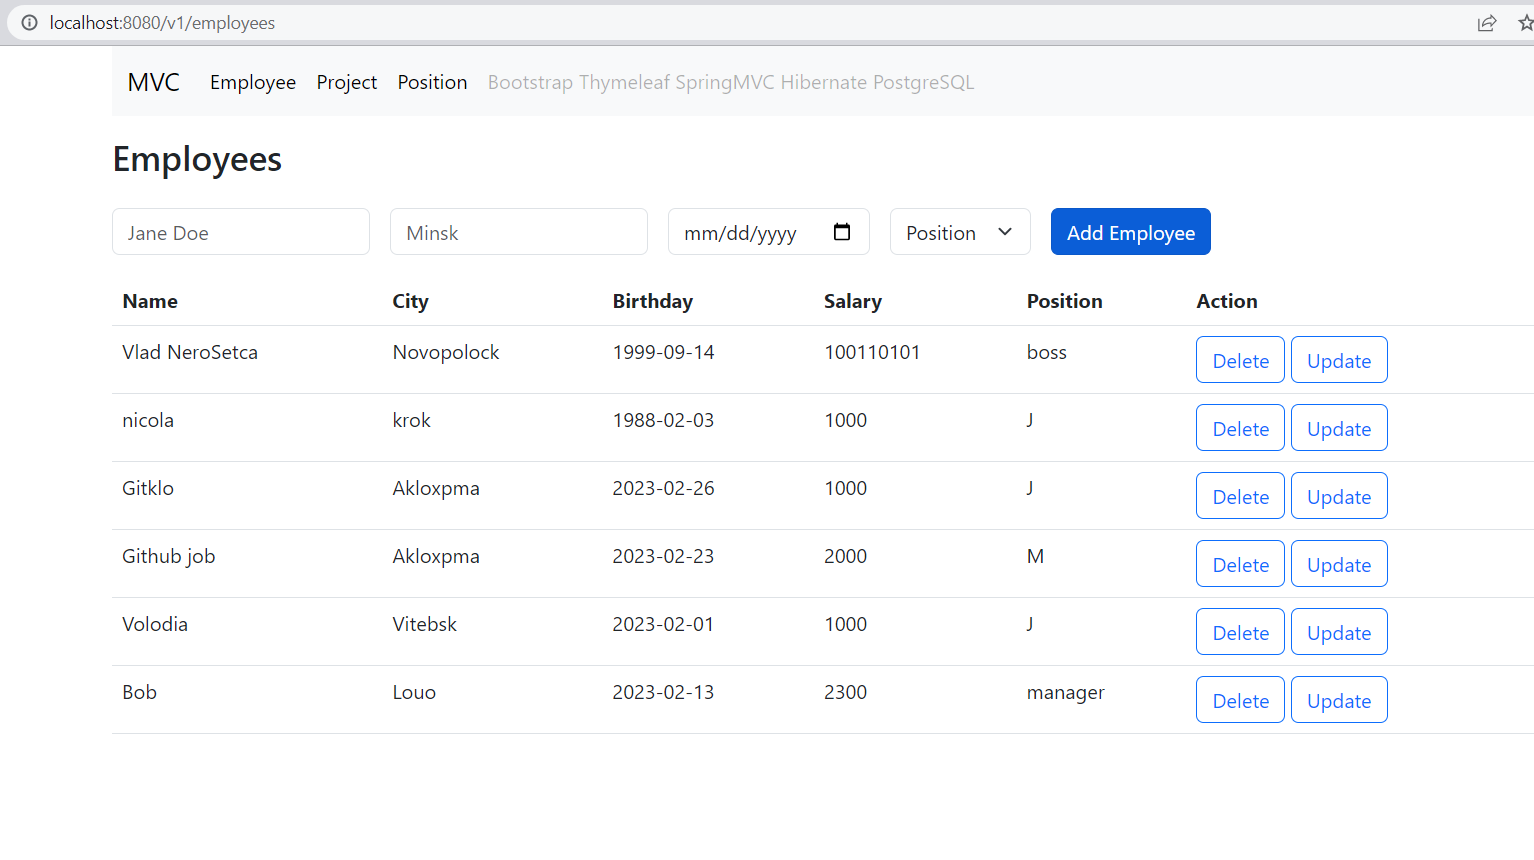 localhost:8080/v1/employees
MVC Employee Project Position Bootstrap Thymeleaf SpringMVC Hibernate PostgreSQL
Employees
Jane Doe Minsk mm/dd/yyyy Position Add Employee
Name City Birthday Salary Position Action
Vlad NeroSetca Novopolock 1999-09-14 100110101 boss Delete Update
nicola krok 1988-02-03 1000 J Delete Update
Gitklo Akloxpma 2023-02-26 1000 J Delete Update
Github job Akloxpma 2023-02-23 2000 M Delete Update
Volodia Vitebsk 2023-02-01 1000 J Delete Update
Bob Louo 2023-02-13 2300 manager Delete Update